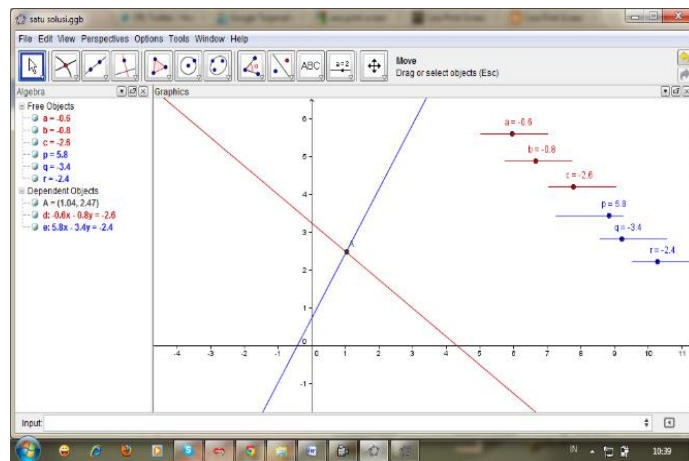 satu solusi.ggb
File Edit View Perspectives Options Tools Window Help
ABC
a=2
Move
Drag or select objects (Esc)
Algebra
Graphics
Free Objects
a = -0.6
b = -0.8
c = -2.6
p = 5.8
q = -3.4
r = -2.4
Dependent Objects
A = (1.04, 2.47)
d: -0.6x - 0.8y = -2.6
e: 5.8x - 3.4y = -2.4
a = -0.6
b = -0.8
c = -2.6
p = 5.8
q = -3.4
r = -2.4
A
6
5
4
3
2
1
0
-1
-4 -3 -2 -1 0 1 2 3 4 5 6 7 8 9 10 11
Input:
IN
10:39